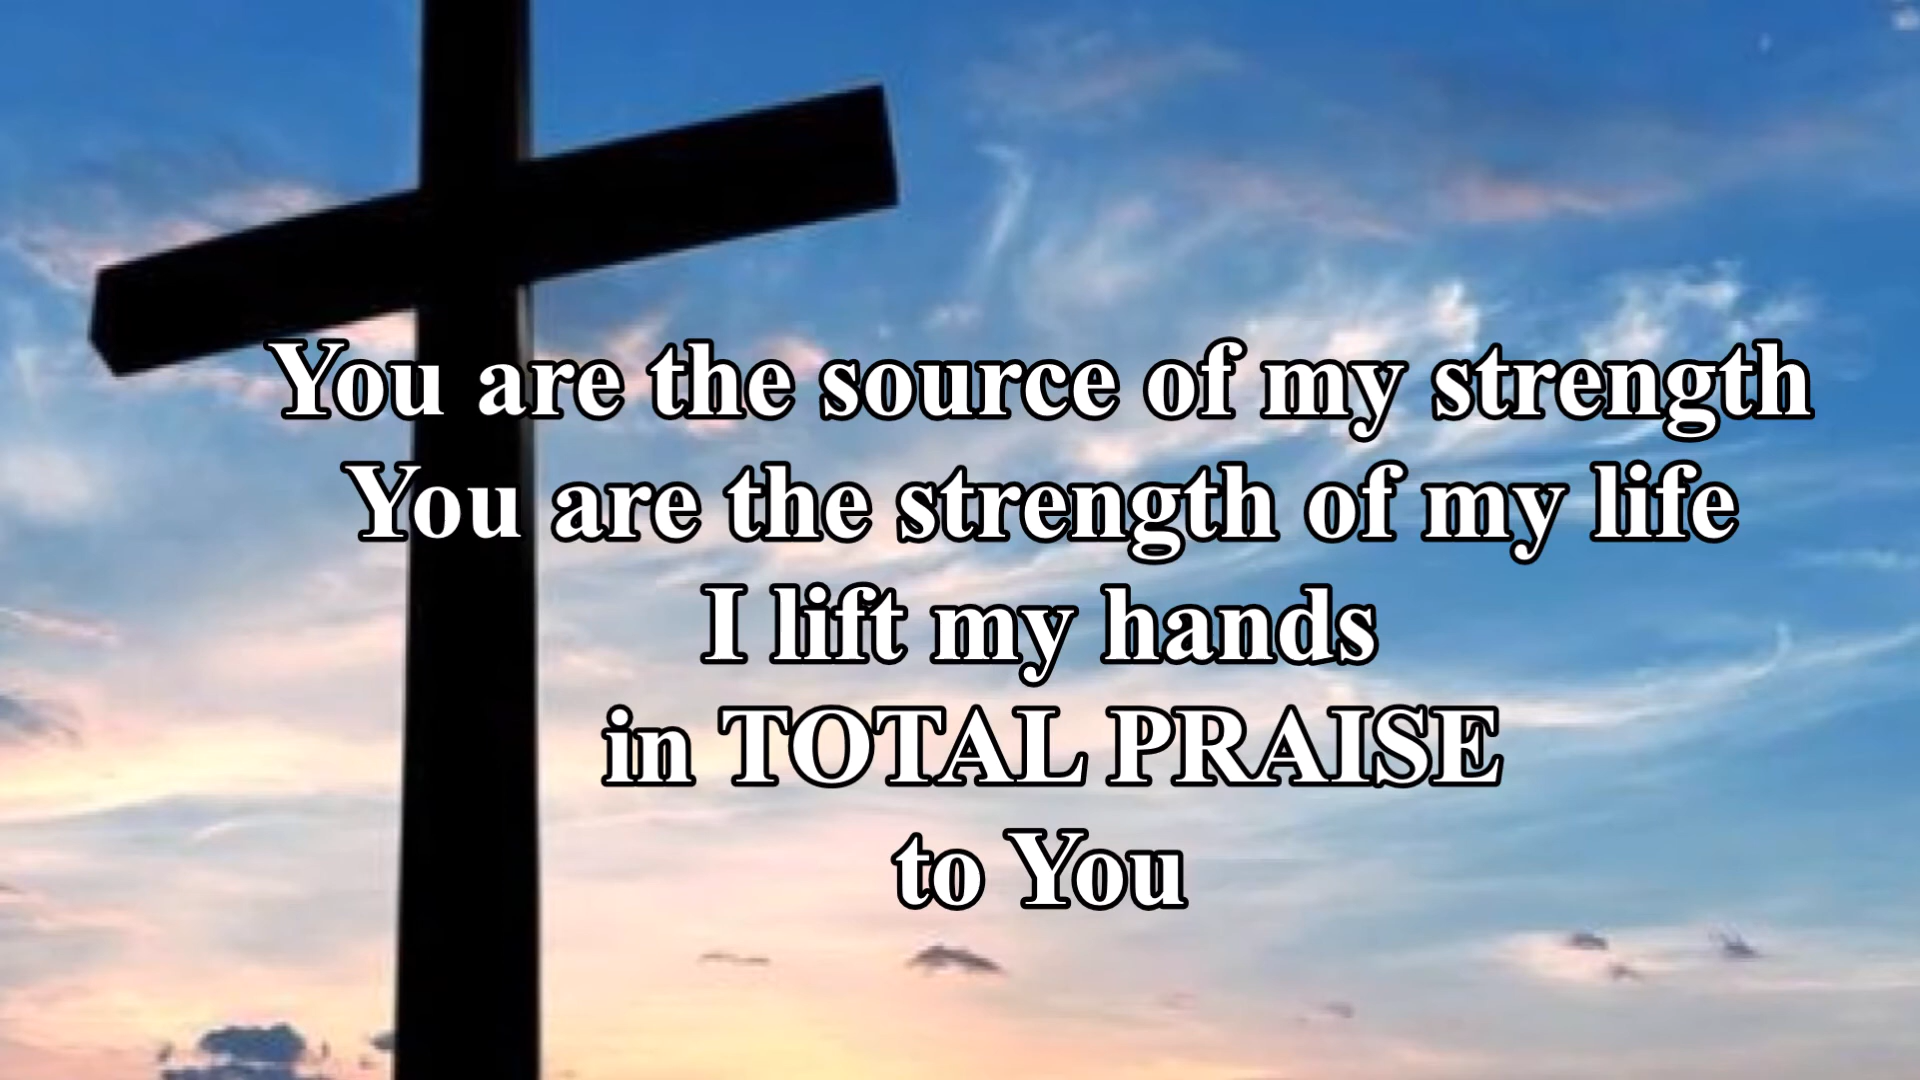 You are the source of my strength
You are the strength of my life
I lift my hands
in TOTAL PRAISE
to You